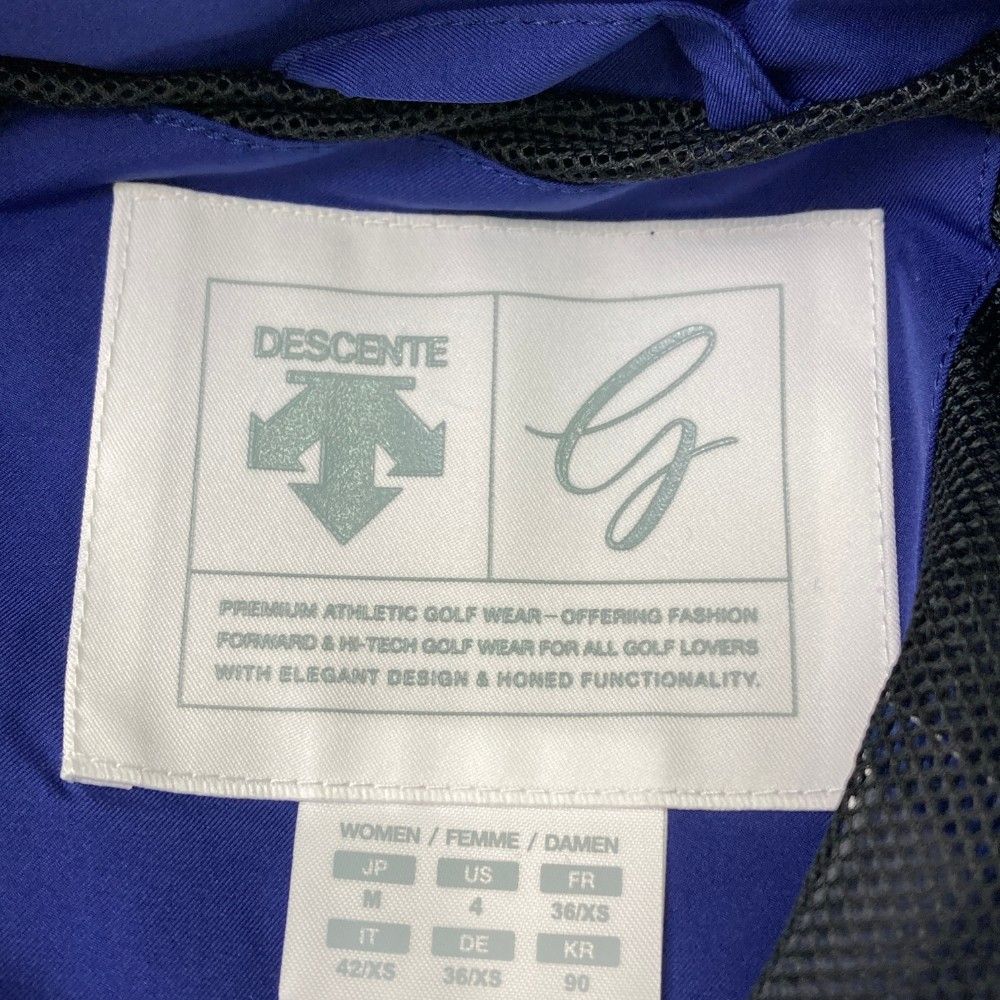 DESCENTE
G
PREMIUM ATHLETIC GOLF WEAR—OFFERING FASHION
FORWARD & HI-TECH GOLF WEAR FOR ALL GOLF LOVERS
WITH ELEGANT DESIGN & HONED FUNCTIONALITY.
WOMEN / FEMME / DAMEN
JP US FR
M 4 36/XS
IT DE KR
42/XS 36/XS 90